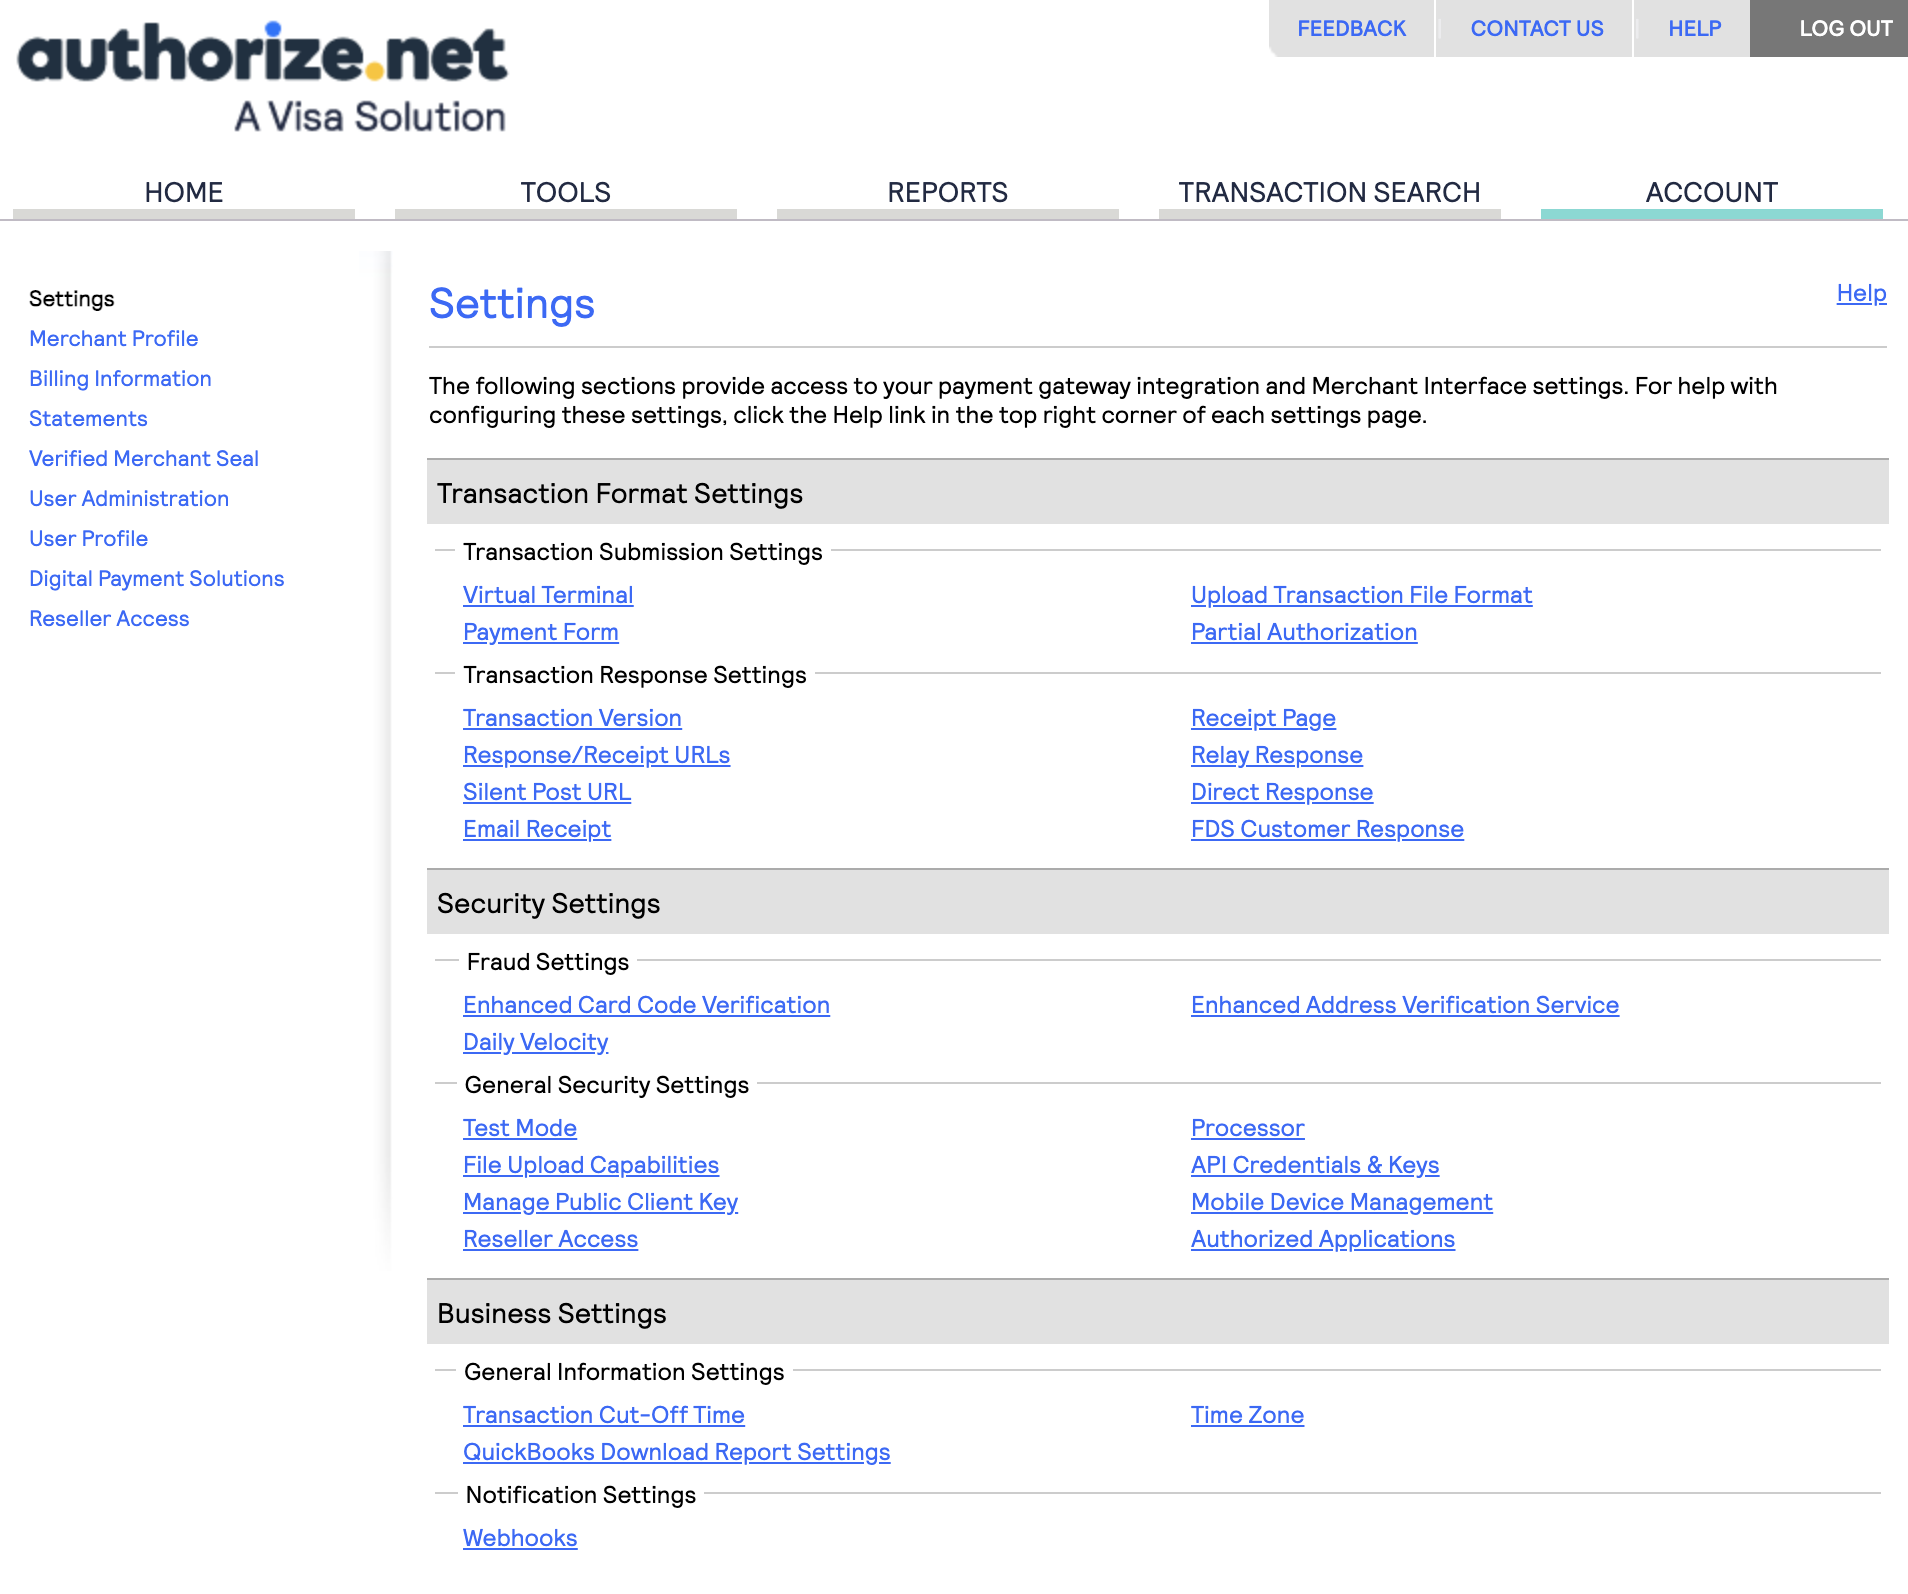 authorize.net
A Visa Solution
FEEDBACK
CONTACT US
HELP
LOG OUT
HOME
TOOLS
REPORTS
TRANSACTION SEARCH
ACCOUNT
Settings
Merchant Profile
Billing Information
Statements
Verified Merchant Seal
User Administration
User Profile
Digital Payment Solutions
Reseller Access
Settings
Help
The following sections provide access to your payment gateway integration and Merchant Interface settings. For help with
configuring these settings, click the Help link in the top right corner of each settings page.
Transaction Format Settings
Transaction Submission Settings
Virtual Terminal
Upload Transaction File Format
Payment Form
Partial Authorization
Transaction Response Settings
Transaction Version
Receipt Page
Response/Receipt URLs
Relay Response
Silent Post URL
Direct Response
Email Receipt
FDS Customer Response
Security Settings
Fraud Settings
Enhanced Card Code Verification
Enhanced Address Verification Service
Daily Velocity
General Security Settings
Test Mode
Processor
File Upload Capabilities
API Credentials & Keys
Manage Public Client Key
Mobile Device Management
Reseller Access
Authorized Applications
Business Settings
General Information Settings
Transaction Cut-Off Time
Time Zone
QuickBooks Download Report Settings
Notification Settings
Webhooks